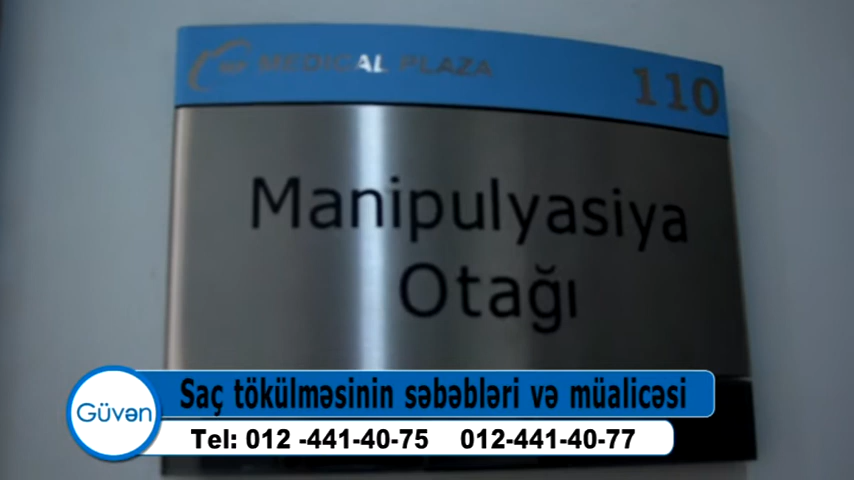 MEDICAL PLAZA
110
Manipulyasiya
Otağı
Saç tökülməsinin səbəbləri və müalicəsi
Güvən
Tel: 012 -441-40-75 012-441-40-77